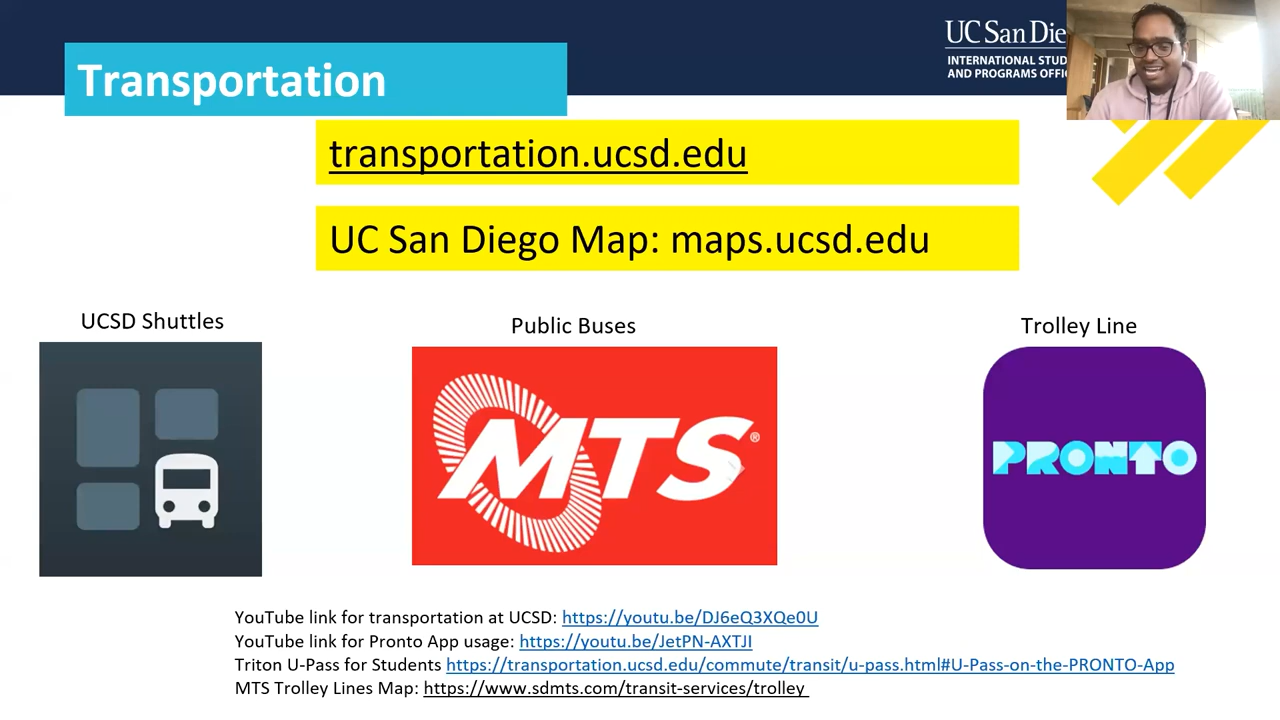 UC San Die
INTERNATIONAL STUD
AND PROGRAMS OFFIC
Transportation
transportation.ucsd.edu
UC San Diego Map: maps.ucsd.edu
UCSD Shuttles
Public Buses
Trolley Line
MTS®
PRONTO
YouTube link for transportation at UCSD: https://youtu.be/DJ6eQ3XQe0U
YouTube link for Pronto App usage: https://youtu.be/JetPN-AXTJI
Triton U-Pass for Students https://transportation.ucsd.edu/commute/transit/u-pass.html#U-Pass-on-the-PRONTO-App
MTS Trolley Lines Map: https://www.sdmts.com/transit-services/trolley